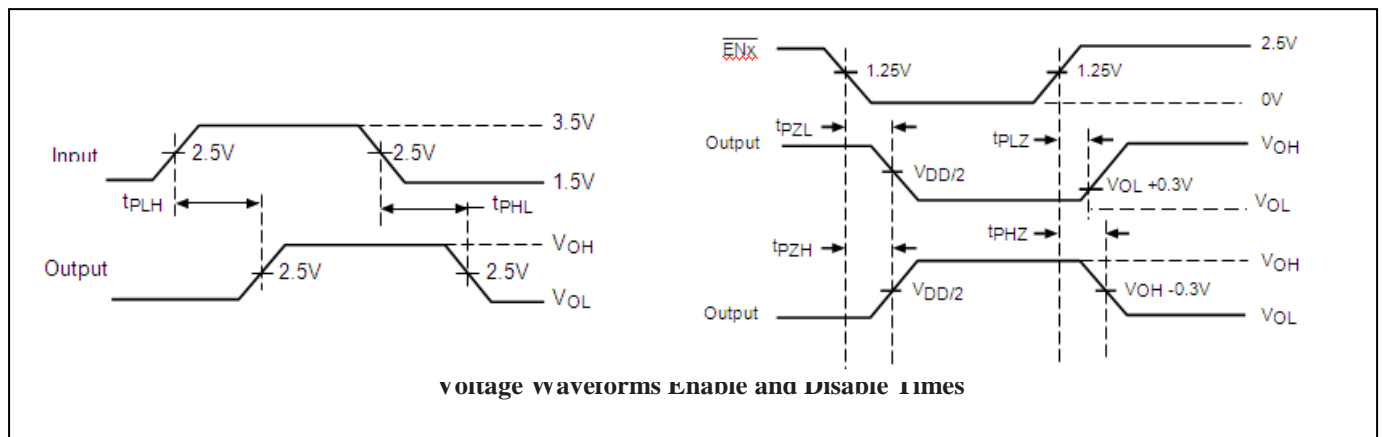 Input
2.5V
2.5V
3.5V
1.5V
tPLH
tPHL
Output
2.5V
2.5V
VOH
VOL
ENx
1.25V
1.25V
2.5V
0V
Output
tPZL
VDD/2
tPLZ
VOL +0.3V
VOH
VOL
Output
tPZH
VDD/2
tPHZ
VOH -0.3V
VOH
VOL
Voltage Waveforms Enable and Disable Times